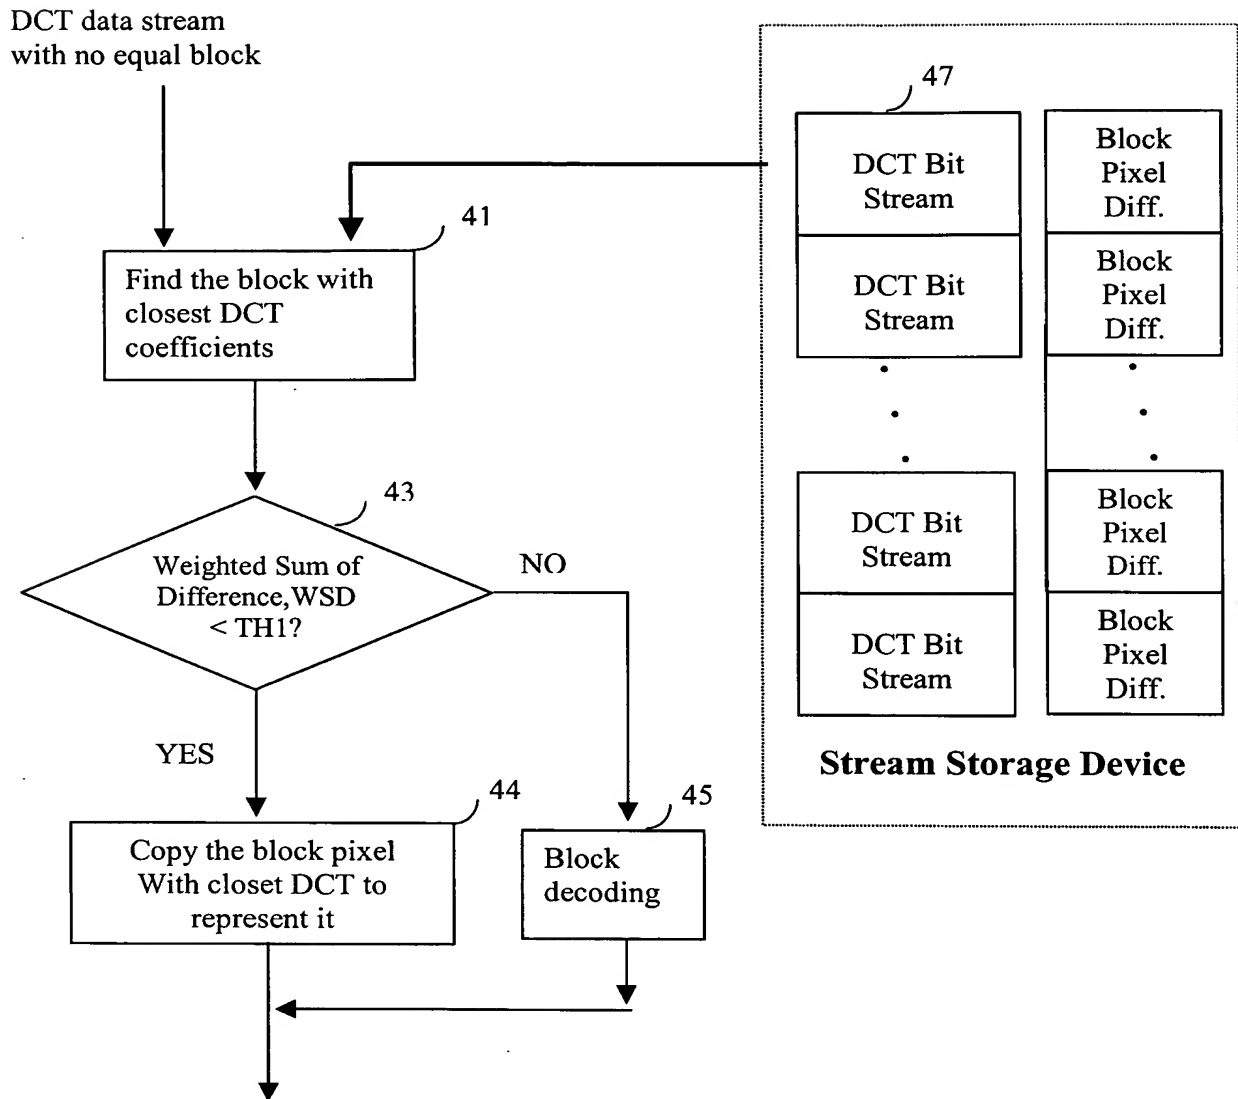 DCT data stream
with no equal block
47
DCT Bit
Stream
Block
Pixel
Diff.
DCT Bit
Stream
Block
Pixel
Diff.
DCT Bit
Stream
Block
Pixel
Diff.
DCT Bit
Stream
Block
Pixel
Diff.
Stream Storage Device
41
Find the block with
closest DCT
coefficients
43
Weighted Sum of
Difference,WSD
< TH1?
NO
YES
44
Copy the block pixel
With closet DCT to
represent it
45
Block
decoding